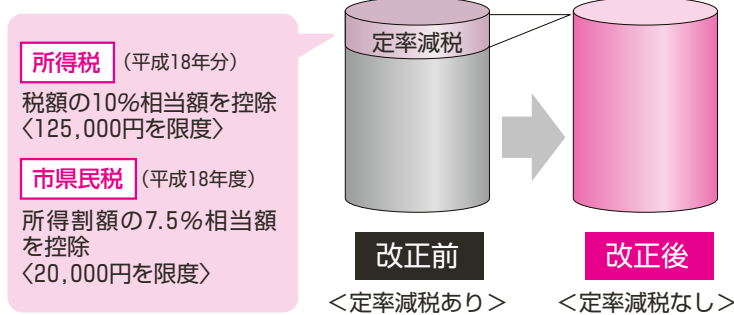 所得税 (平成18年分)
税額の10%相当額を控除
〈125,000円を限度〉
市県民税 (平成18年度)
所得割額の7.5%相当額
を控除
〈20,000円を限度〉
定率減税
改正前
＜定率減税あり＞
改正後
＜定率減税なし＞